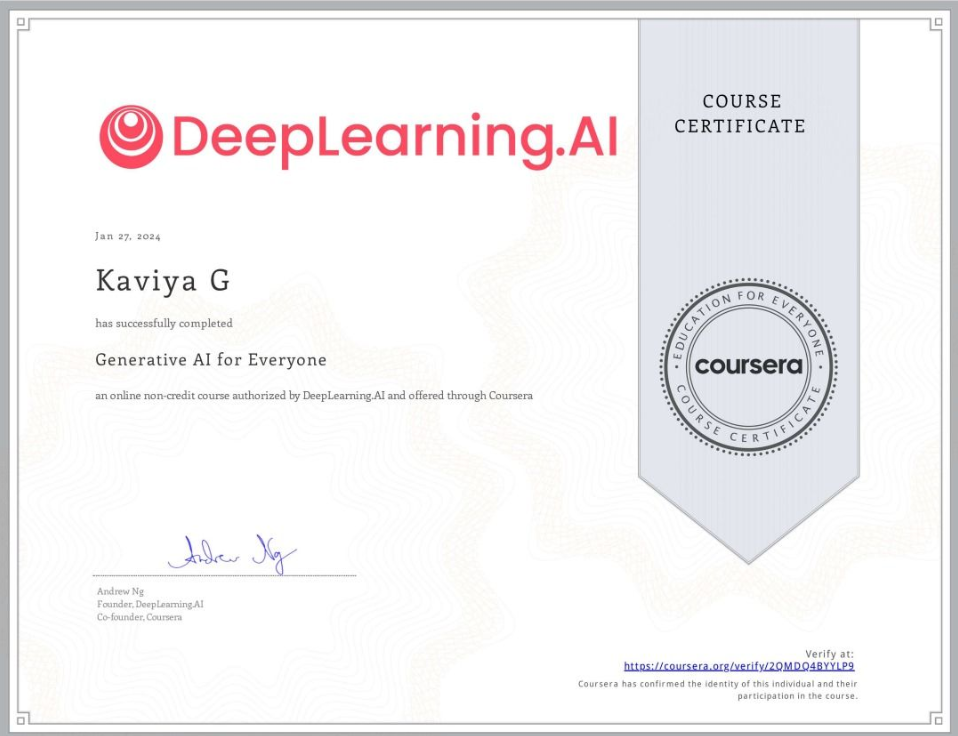 DeepLearning.AI
COURSE
CERTIFICATE
Jan 27, 2024
Kaviya G
has successfully completed
Generative AI for Everyone
an online non-credit course authorized by DeepLearning.AI and offered through Coursera
EDUCATION FOR EVERYONE
coursera
COURSE CERTIFICATE
Andrew Ng
Andrew Ng
Founder, DeepLearning.AI
Co-founder, Coursera
Verify at:
https://coursera.org/verify/2QMDQ4BYYLP9
Coursera has confirmed the identity of this individual and their
participation in the course.